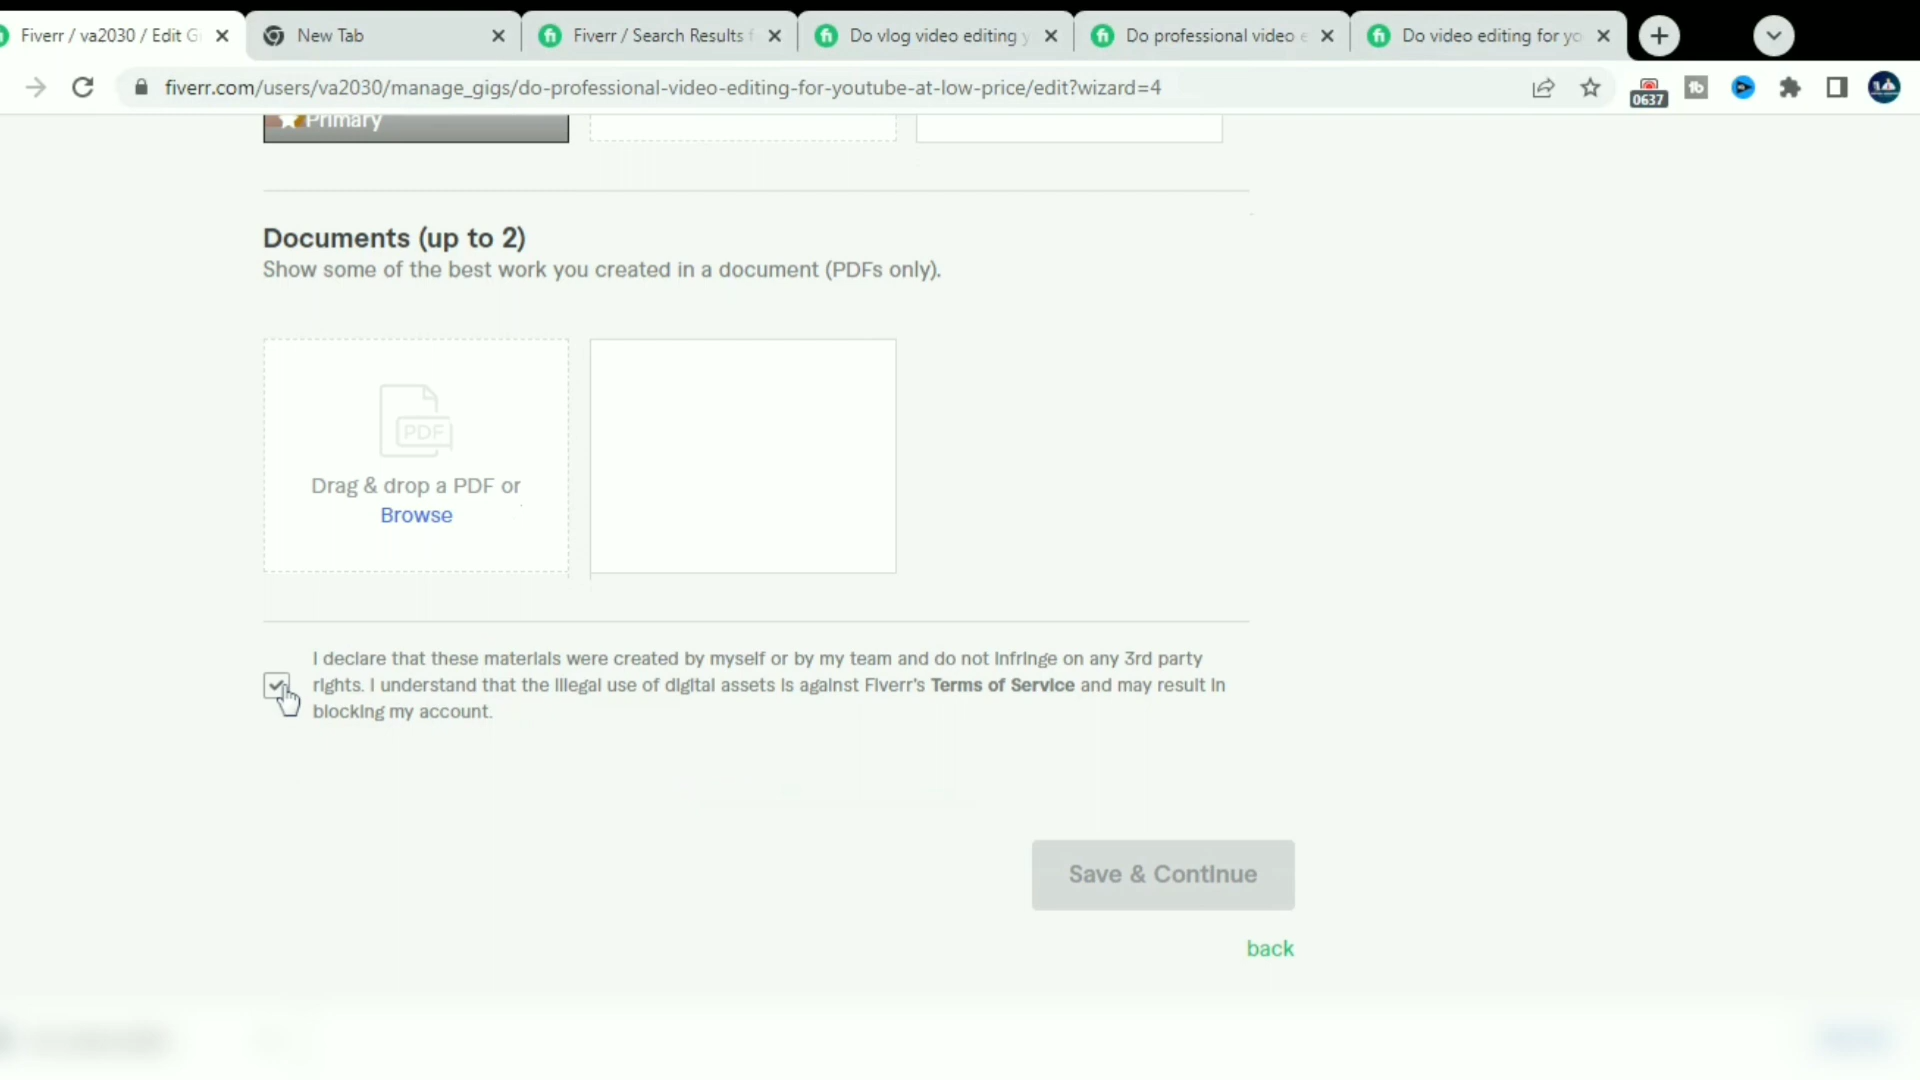 Fiverr / va2030 / Edit G
New Tab
Fiverr / Search Results f
Do vlog video editing y
Do professional video e
Do video editing for yo
fiverr.com/users/va2030/manage_gigs/do-professional-video-editing-for-youtube-at-low-price/edit?wizard=4
0637
Primary
Documents (up to 2)
Show some of the best work you created in a document (PDFs only).
PDF
Drag & drop a PDF or
Browse
I declare that these materials were created by myself or by my team and do not infringe on any 3rd party
rights. I understand that the illegal use of digital assets is against Fiverr's Terms of Service and may result in
blocking my account.
Save & Continue
back